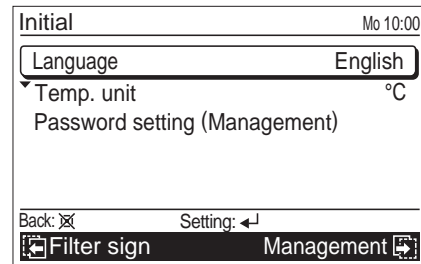 Initial Mo 10:00
Language English
Temp. unit °C
Password setting (Management)
Back: Setting:
Filter sign Management